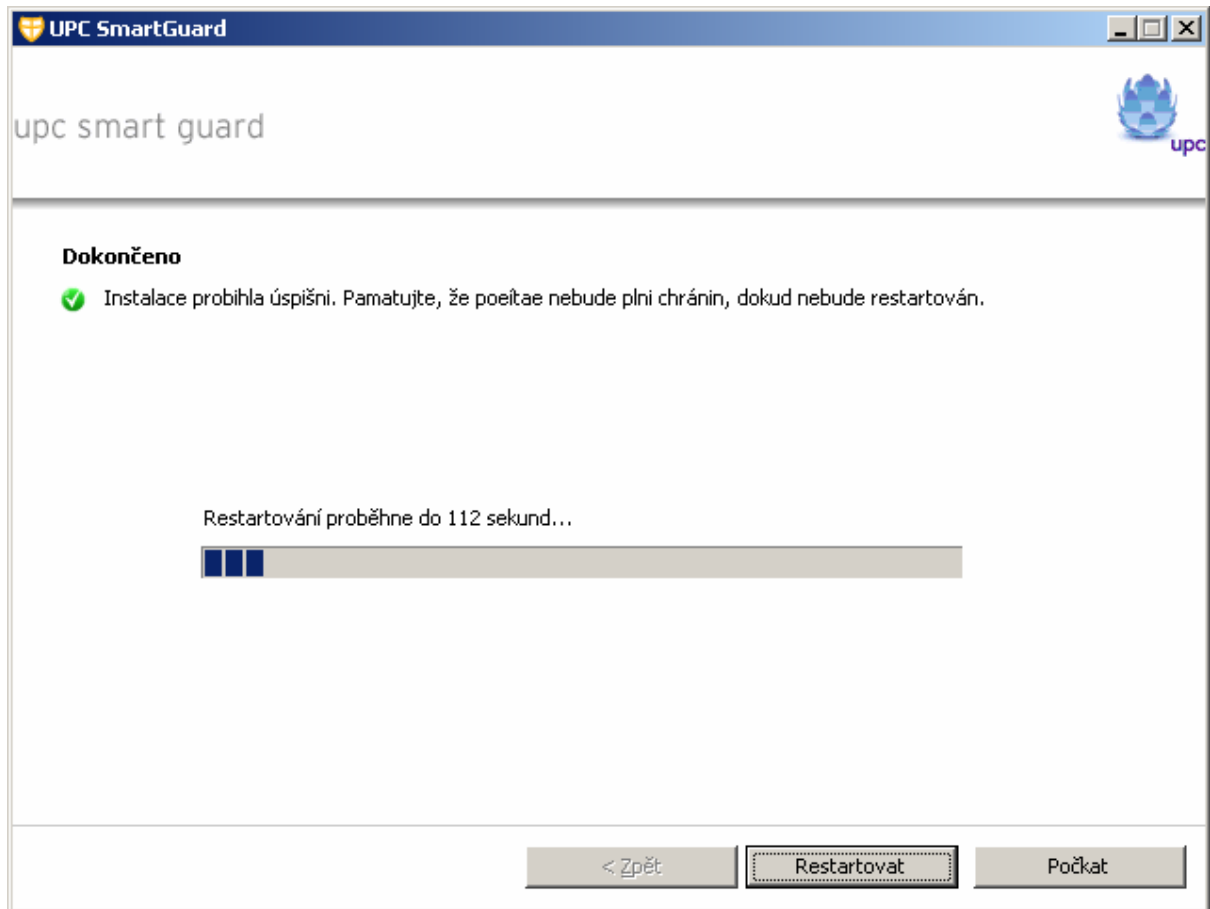 UPC SmartGuard
upc smart guard
upc
Dokončeno
Instalace probihla úspišni. Pamatujte, že poeítae nebude plni chránin, dokud nebude restartován.
Restartování proběhne do 112 sekund...
< Zpět
Restartovat
Počkat